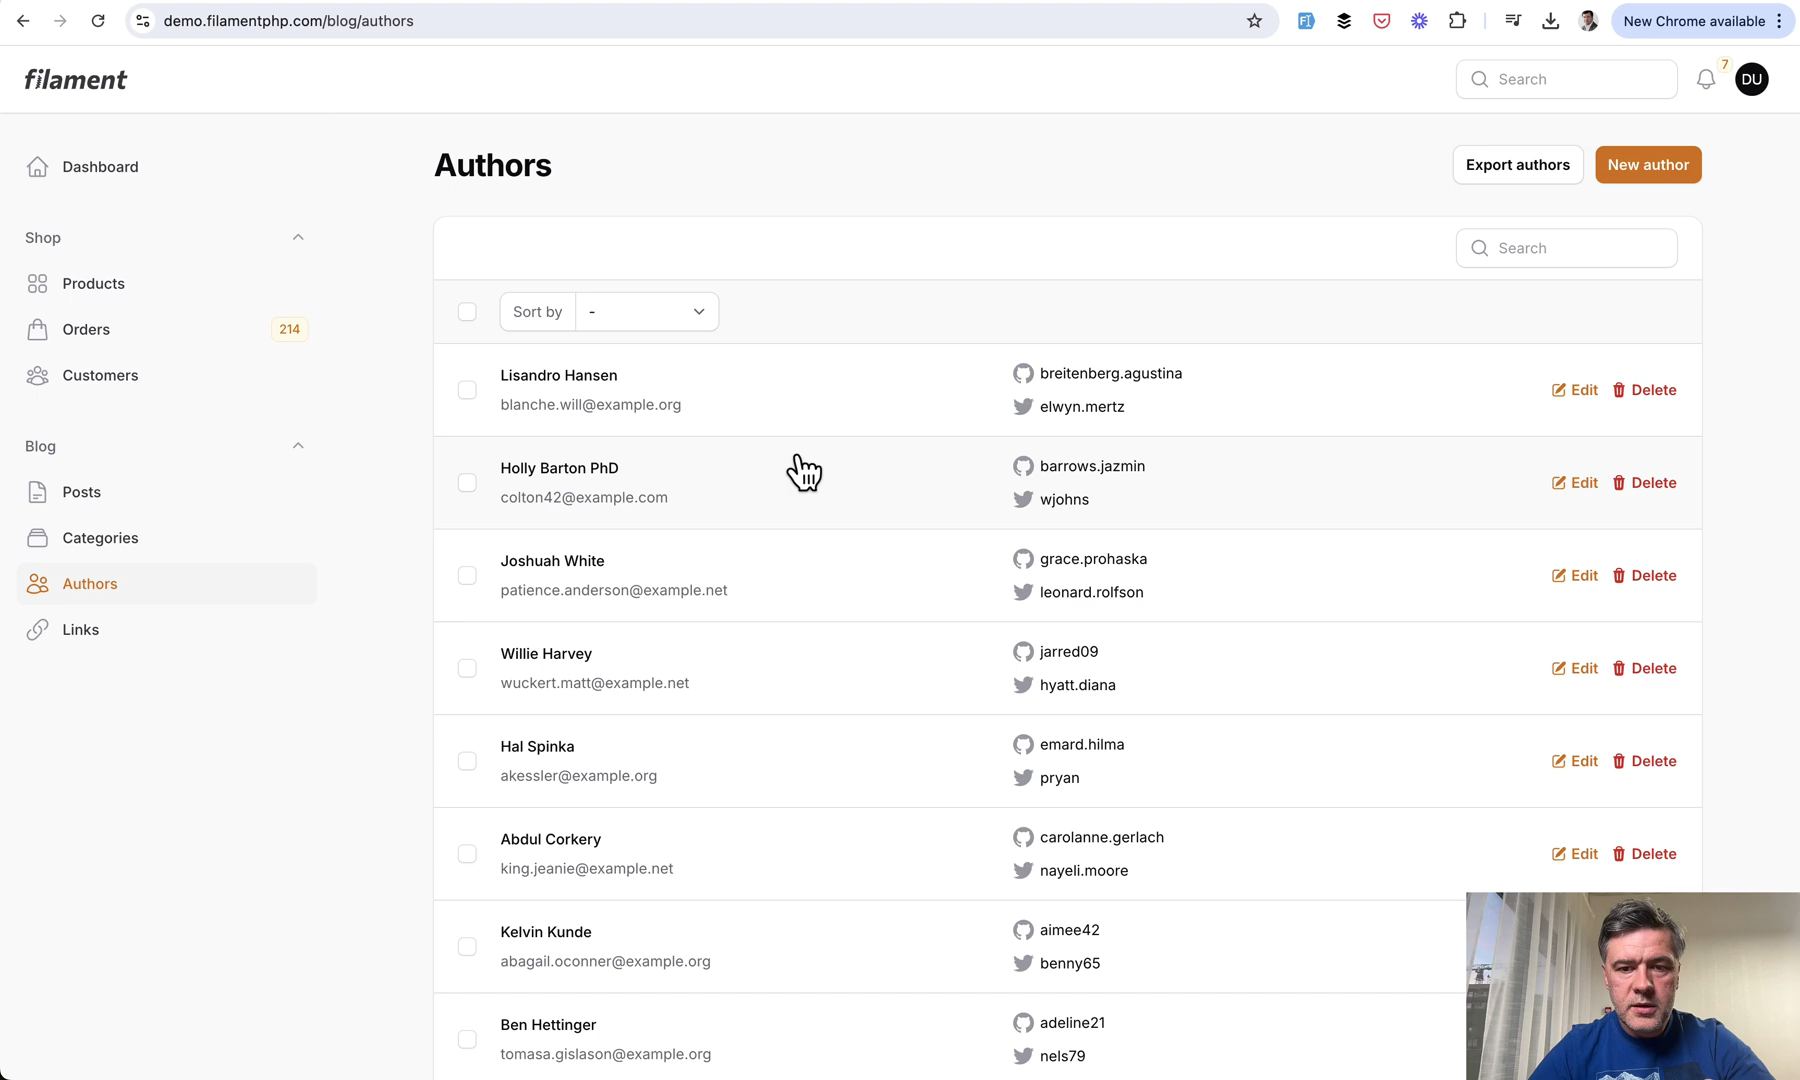 demo.filamentphp.com/blog/authors
New Chrome available
filament
Search
7
DU
Dashboard
Shop
Products
Orders
214
Customers
Blog
Posts
Categories
Authors
Links
Authors
Export authors
New author
Search
Sort by
-
Lisandro Hansen
blanche.will@example.org
breitenberg.agustina
elwyn.mertz
Edit
Delete
Holly Barton PhD
colton42@example.com
barrows.jazmin
wjohns
Edit
Delete
Joshuah White
patience.anderson@example.net
grace.prohaska
leonard.rolfson
Edit
Delete
Willie Harvey
wuckert.matt@example.net
jarred09
hyatt.diana
Edit
Delete
Hal Spinka
akessler@example.org
emard.hilma
pryan
Edit
Delete
Abdul Corkery
king.jeanie@example.net
carolanne.gerlach
nayeli.moore
Edit
Delete
Kelvin Kunde
abagail.oconner@example.org
aimee42
benny65
Ben Hettinger
tomasa.gislason@example.org
adeline21
nels79